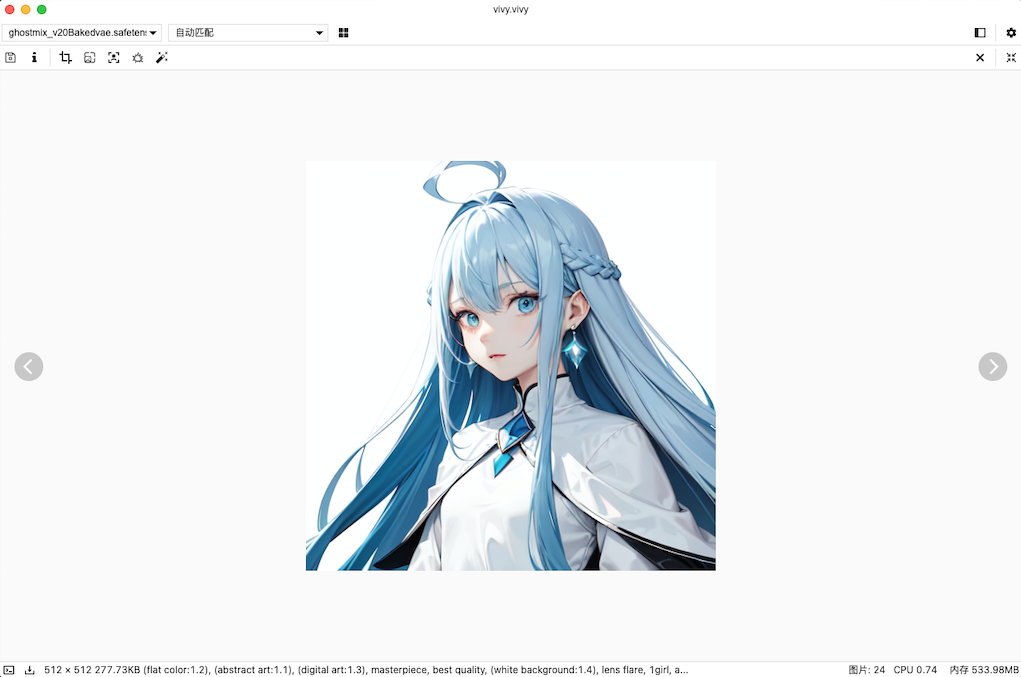 vivy.vivy
ghostmix_v20Bakedvae.safeten
自动匹配
512 × 512 277.73KB (flat color:1.2), (abstract art:1.1), (digital art:1.3), masterpiece, best quality, (white background:1.4), lens flare, 1girl, a...
图片: 24 CPU 0.74 内存 533.98MB